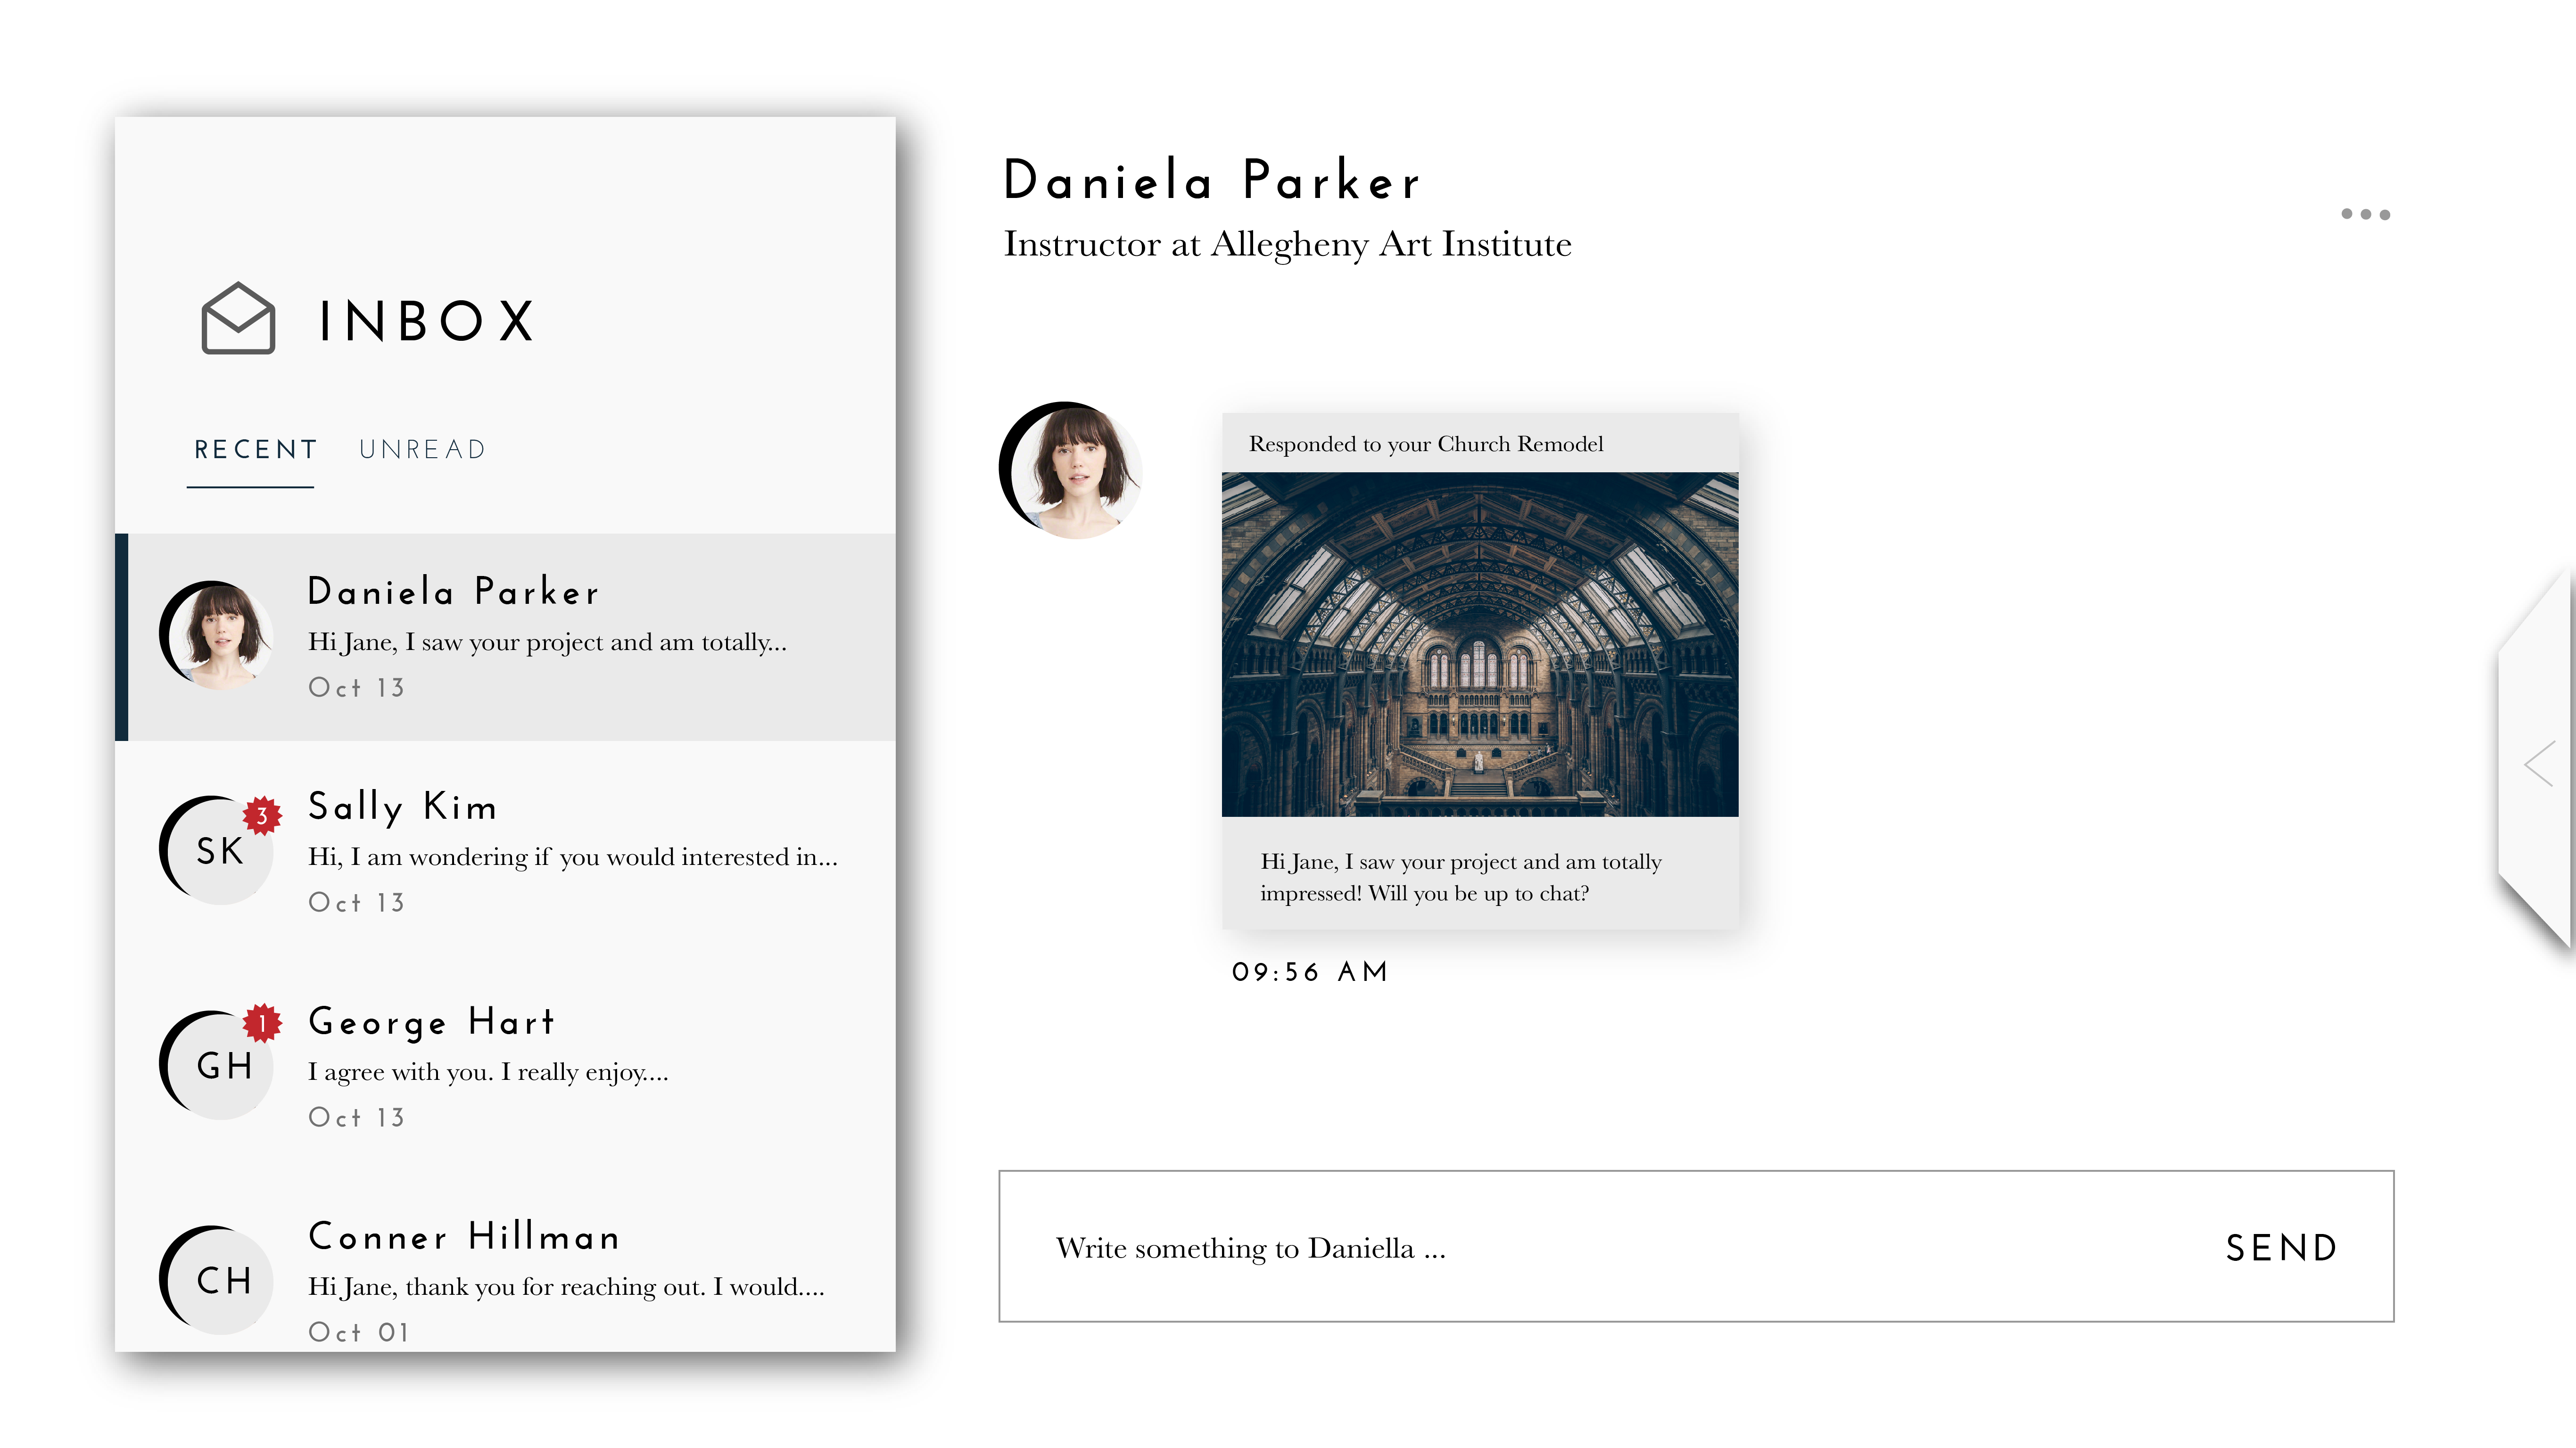 INBOX
RECENT UNREAD
Daniela Parker
Hi Jane, I saw your project and am totally...
Oct 13
3
SK
Sally Kim
Hi, I am wondering if you would interested in...
Oct 13
1
GH
George Hart
I agree with you. I really enjoy....
Oct 13
CH
Conner Hillman
Hi Jane, thank you for reaching out. I would....
Oct 01
Daniela Parker
Instructor at Allegheny Art Institute
Responded to your Church Remodel
Hi Jane, I saw your project and am totally
impressed! Will you be up to chat?
09:56 AM
Write something to Daniella ...
SEND